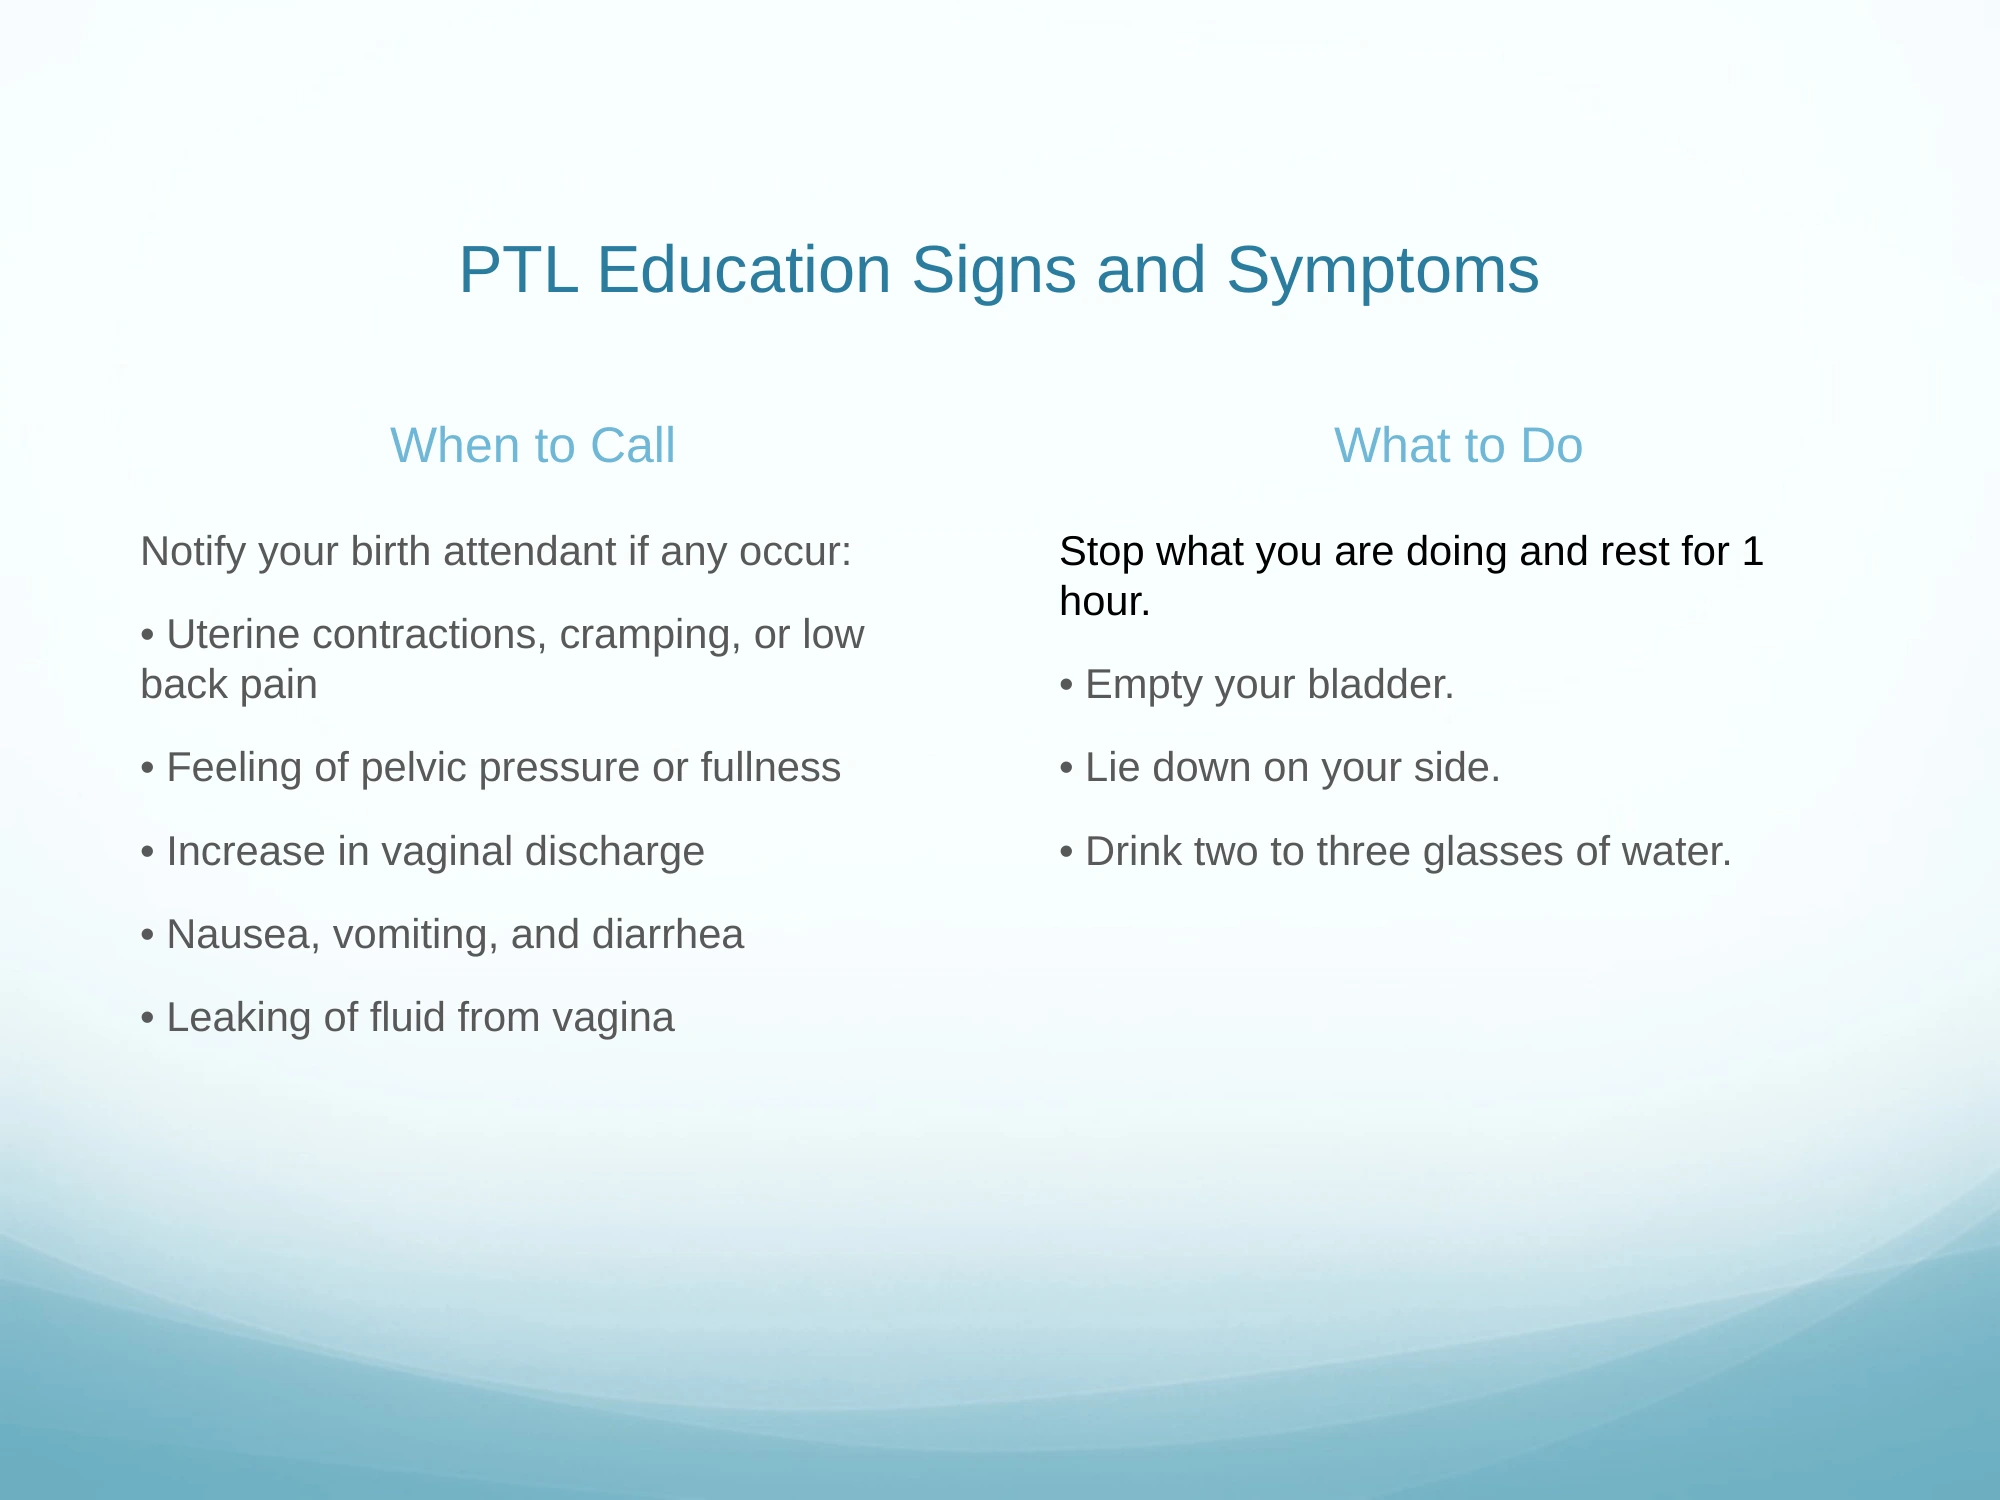 PTL Education Signs and Symptoms
When to Call
Notify your birth attendant if any occur:
• Uterine contractions, cramping, or low
back pain
• Feeling of pelvic pressure or fullness
• Increase in vaginal discharge
• Nausea, vomiting, and diarrhea
• Leaking of fluid from vagina
What to Do
Stop what you are doing and rest for 1
hour.
• Empty your bladder.
• Lie down on your side.
• Drink two to three glasses of water.